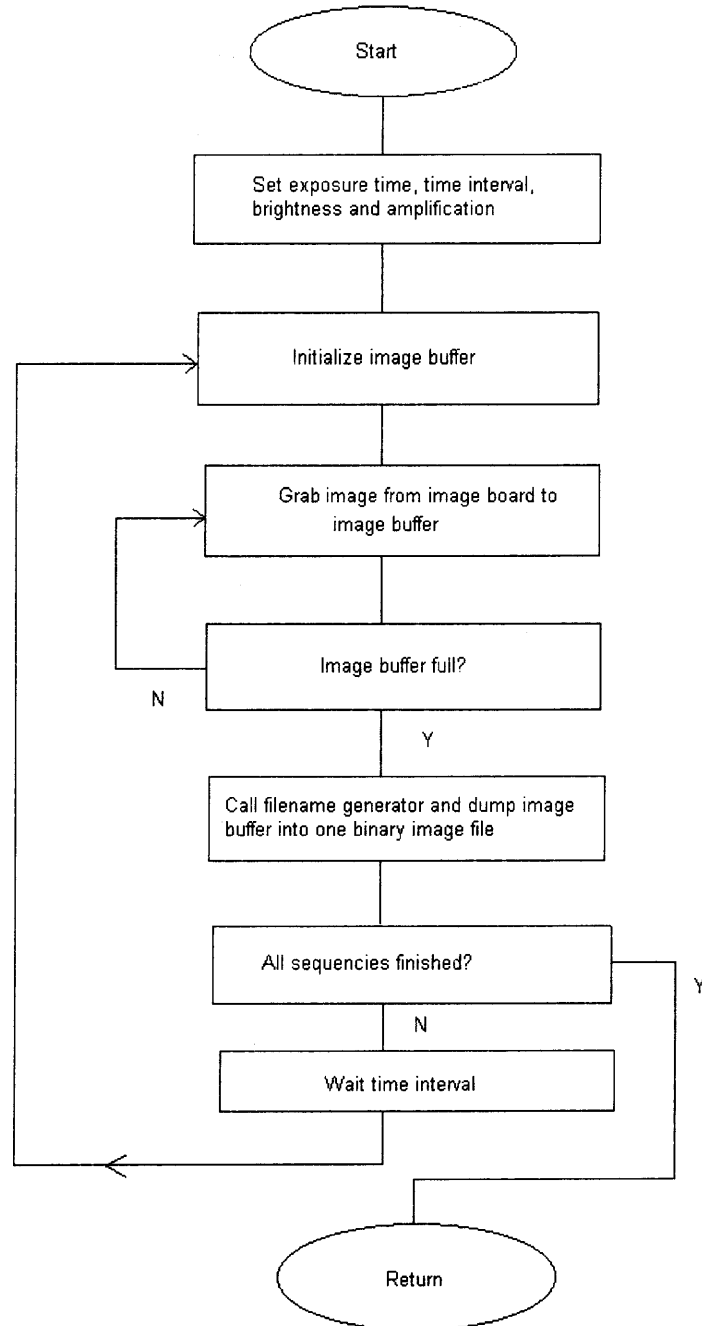 Start
Set exposure time, time interval,
brightness and amplification
Initialize image buffer
Grab image from image board to
image buffer
Image buffer full?
N
Y
Call filename generator and dump image
buffer into one binary image file
All sequencies finished?
Y
N
Wait time interval
Return